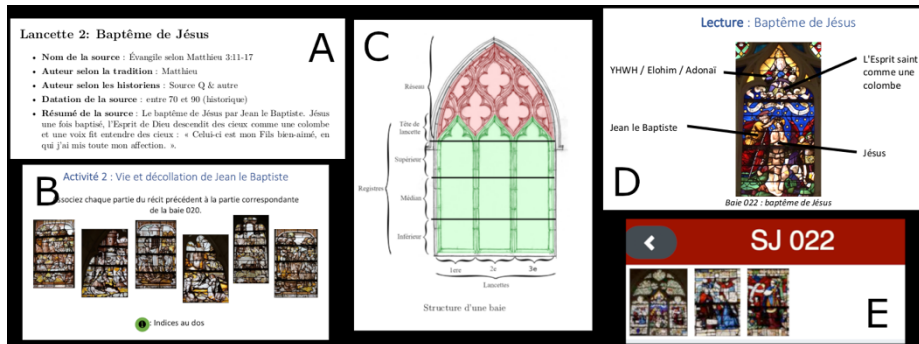 A
Lancette 2: Baptême de Jésus
• Nom de la source : Évangile selon Matthieu 3:11-17
• Auteur selon la tradition : Matthieu
• Auteur selon les historiens : Source Q & autre
• Datation de la source : entre 70 et 90 (historique)
• Résumé de la source : Le baptême de Jésus par Jean le Baptiste. Jésus
une fois baptisé, l'Esprit de Dieu descendit des cieux comme une colombe
et une voix fit entendre des cieux : « Celui-ci est mon Fils bien-aimé, en
qui j'ai mis toute mon affection. ».
B
Activité 2 : Vie et décollation de Jean le Baptiste
ssociez chaque partie du récit précédent à la partie correspondante
de la baie 020.
: Indices au dos
C
Réseau
Tête de
lancette
Supérieur
Registres
Médian
Inférieur
1ere
2e
3e
Lancettes
Structure d'une baie
D
Lecture : Baptême de Jésus
YHWH / Elohim / Adonaï
L'Esprit saint
comme une
colombe
Jean le Baptiste
Jésus
Baie 022 : baptême de Jésus
SJ 022
E